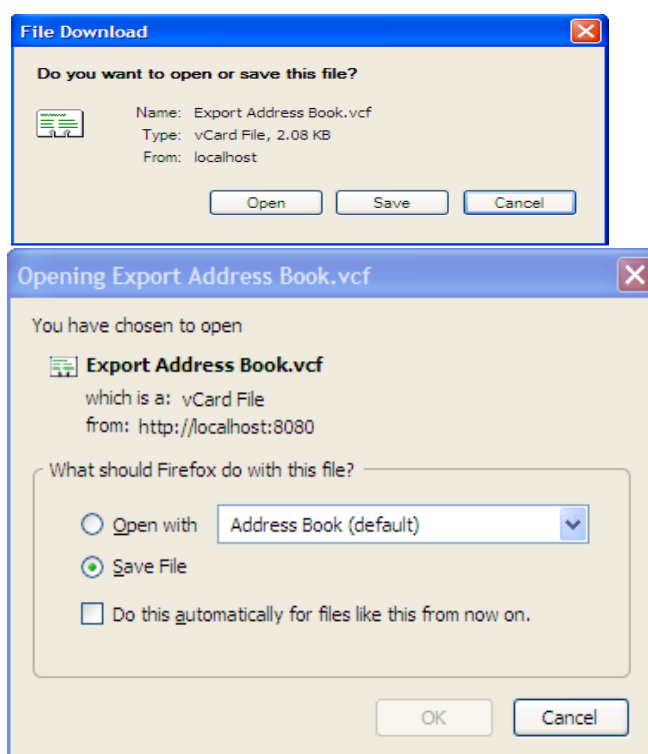 File Download
Do you want to open or save this file?
Name: Export Address Book.vcf
Type: vCard File, 2.08 KB
From: localhost
Open Save Cancel
Opening Export Address Book.vcf
You have chosen to open
Export Address Book.vcf
which is a: vCard File
from: http://localhost:8080
What should Firefox do with this file?
Open with Address Book (default)
Save File
Do this automatically for files like this from now on.
OK Cancel